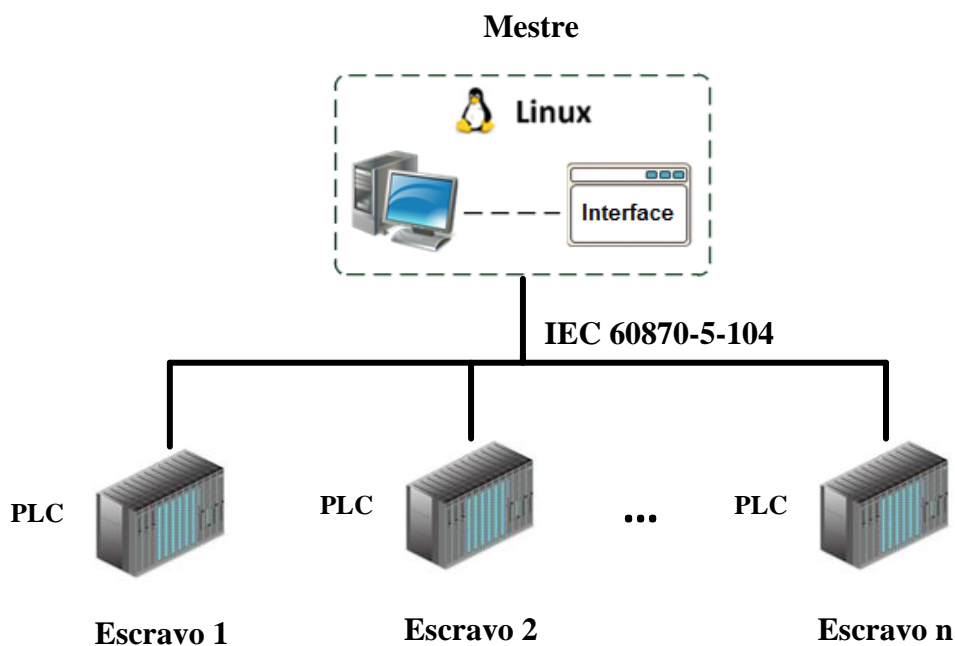 Mestre
Linux
Interface
IEC 60870-5-104
PLC
PLC
...
PLC
Escravo 1
Escravo 2
Escravo n